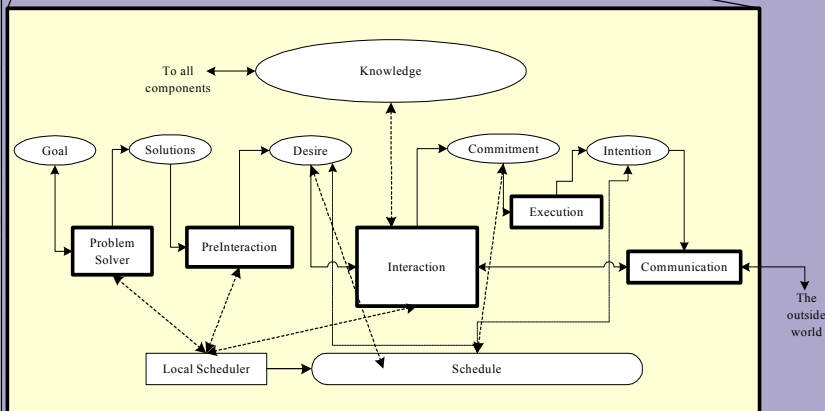 Knowledge
To all
components
Goal
Solutions
Desire
Commitment
Intention
Execution
Problem
Solver
PreInteraction
Interaction
Communication
The
outside
world
Local Scheduler
Schedule